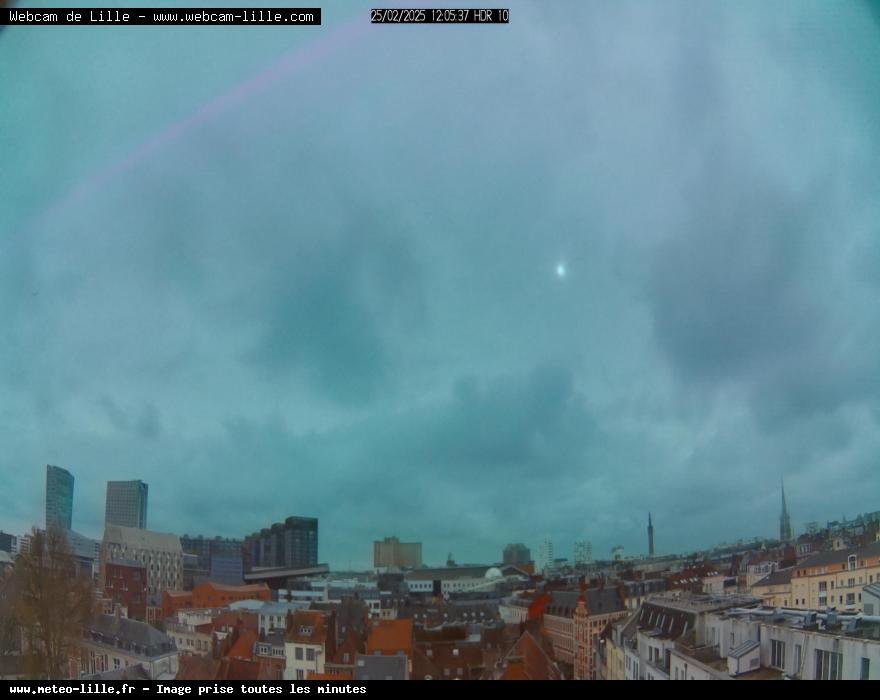 Webcam de Lille - www.webcam-lille.com
25/02/2025 12:05:37 HDR 10
www.meteo-lille.fr - Image prise toutes les minutes